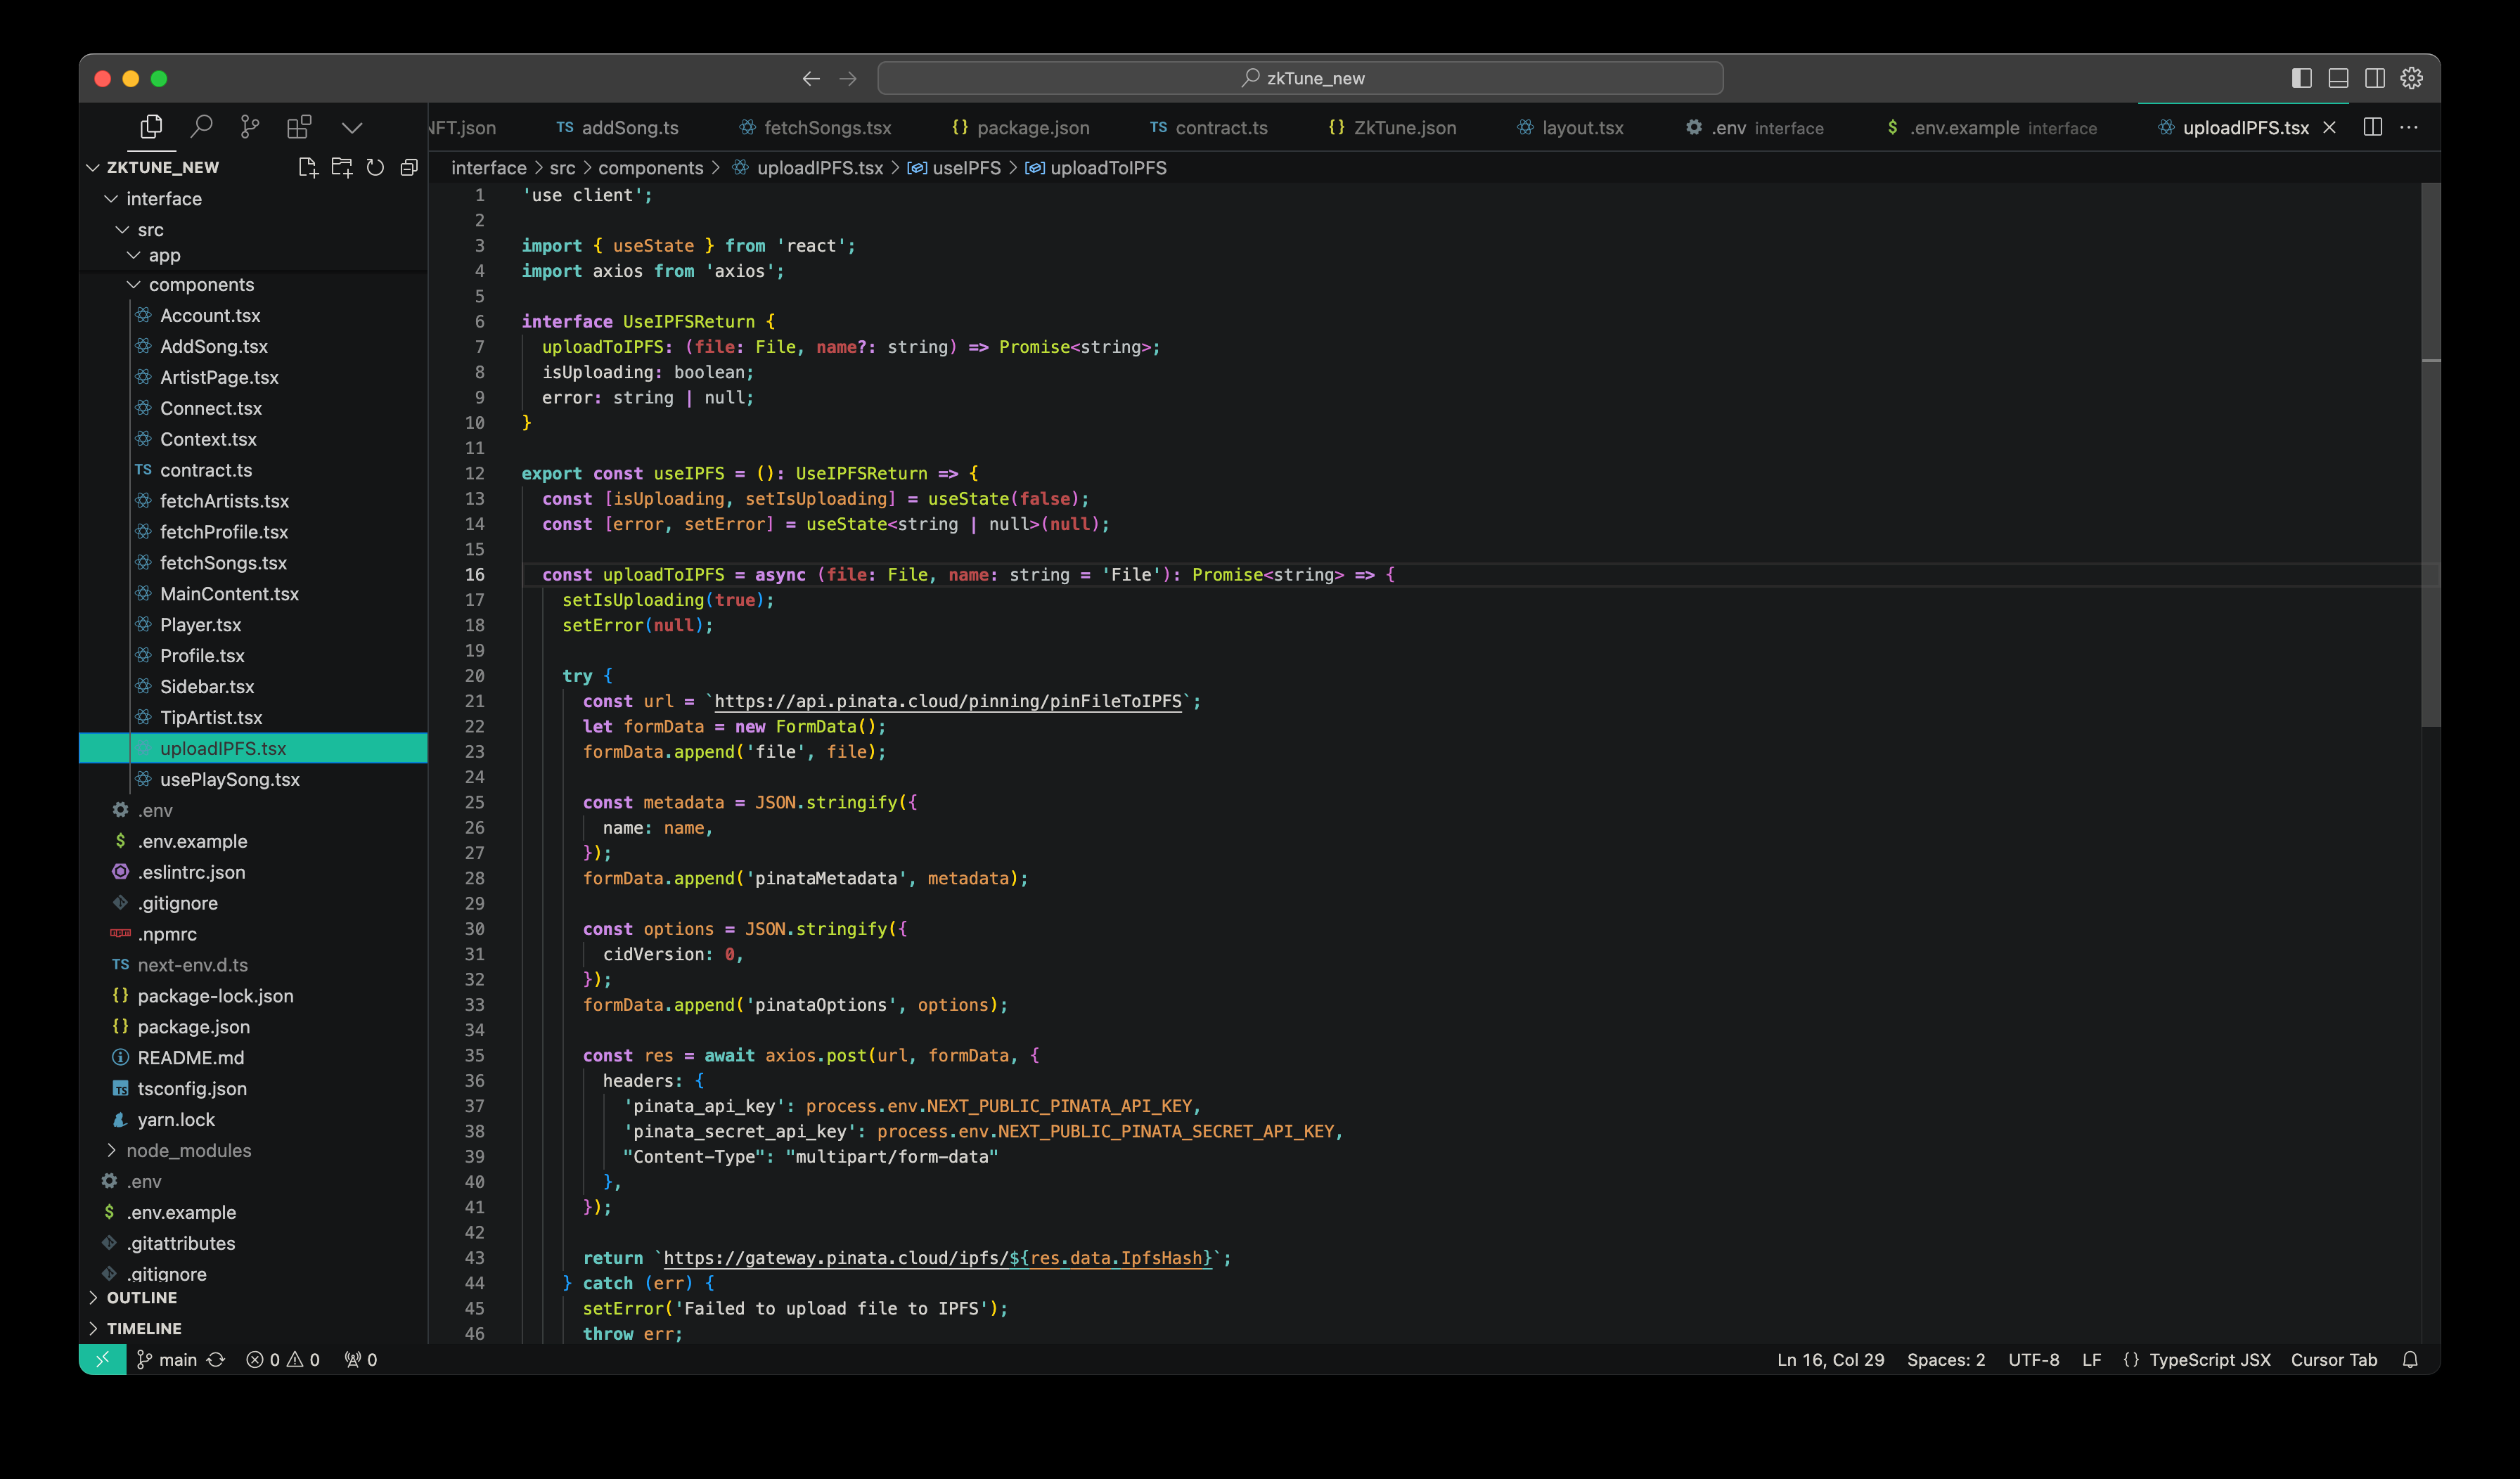 zkTune_new
NFT.json
TS addSong.ts
fetchSongs.tsx
{} package.json
TS contract.ts
{} ZkTune.json
layout.tsx
.env interface
$ .env.example interface
uploadIPFS.tsx
ZKTUNE_NEW
interface
src
app
components
Account.tsx
AddSong.tsx
ArtistPage.tsx
Connect.tsx
Context.tsx
TS contract.ts
fetchArtists.tsx
fetchProfile.tsx
fetchSongs.tsx
MainContent.tsx
Player.tsx
Profile.tsx
Sidebar.tsx
TipArtist.tsx
uploadIPFS.tsx
usePlaySong.tsx
.env
$ .env.example
.eslintrc.json
.gitignore
.npmrc
TS next-env.d.ts
{} package-lock.json
{} package.json
README.md
TS tsconfig.json
yarn.lock
node_modules
.env
$ .env.example
.gitattributes
.gitignore
OUTLINE
TIMELINE
interface > src > components > uploadIPFS.tsx > useIPFS > uploadToIPFS
1 'use client';
2
3 import { useState } from 'react';
4 import axios from 'axios';
5
6 interface UseIPFSReturn {
7 uploadToIPFS: (file: File, name?: string) => Promise<string>;
8 isUploading: boolean;
9 error: string | null;
10 }
11
12 export const useIPFS = (): UseIPFSReturn => {
13 const [isUploading, setIsUploading] = useState(false);
14 const [error, setError] = useState<string | null>(null);
15
16 const uploadToIPFS = async (file: File, name: string = 'File'): Promise<string> => {
17 setIsUploading(true);
18 setError(null);
19
20 try {
21 const url = `https://api.pinata.cloud/pinning/pinFileToIPFS`;
22 let formData = new FormData();
23 formData.append('file', file);
24
25 const metadata = JSON.stringify({
26 name: name,
27 });
28 formData.append('pinataMetadata', metadata);
29
30 const options = JSON.stringify({
31 cidVersion: 0,
32 });
33 formData.append('pinataOptions', options);
34
35 const res = await axios.post(url, formData, {
36 headers: {
37 'pinata_api_key': process.env.NEXT_PUBLIC_PINATA_API_KEY,
38 'pinata_secret_api_key': process.env.NEXT_PUBLIC_PINATA_SECRET_API_KEY,
39 "Content-Type": "multipart/form-data"
40 },
41 });
42
43 return `https://gateway.pinata.cloud/ipfs/${res.data.IpfsHash}`;
44 } catch (err) {
45 setError('Failed to upload file to IPFS');
46 throw err;
main 0 0 0
Ln 16, Col 29 Spaces: 2 UTF-8 LF {} TypeScript JSX Cursor Tab